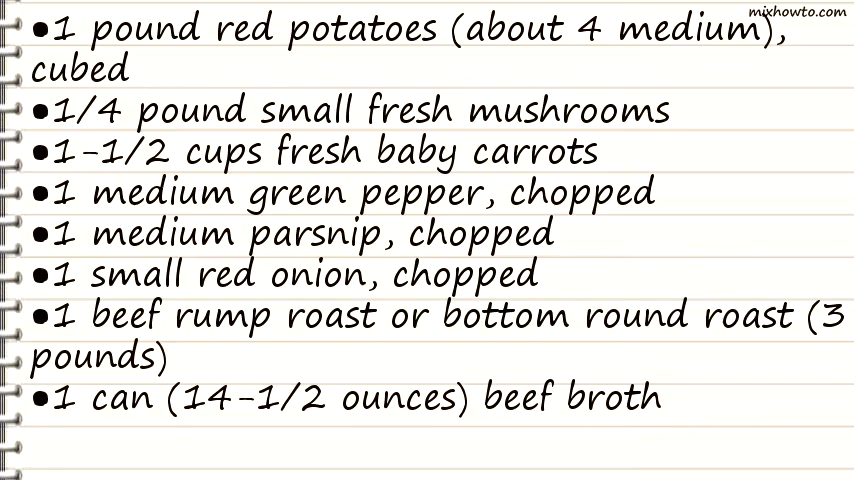 mixhowto.com
•1 pound red potatoes (about 4 medium),
cubed
•1/4 pound small fresh mushrooms
•1-1/2 cups fresh baby carrots
•1 medium green pepper, chopped
•1 medium parsnip, chopped
•1 small red onion, chopped
•1 beef rump roast or bottom round roast (3
pounds)
•1 can (14-1/2 ounces) beef broth